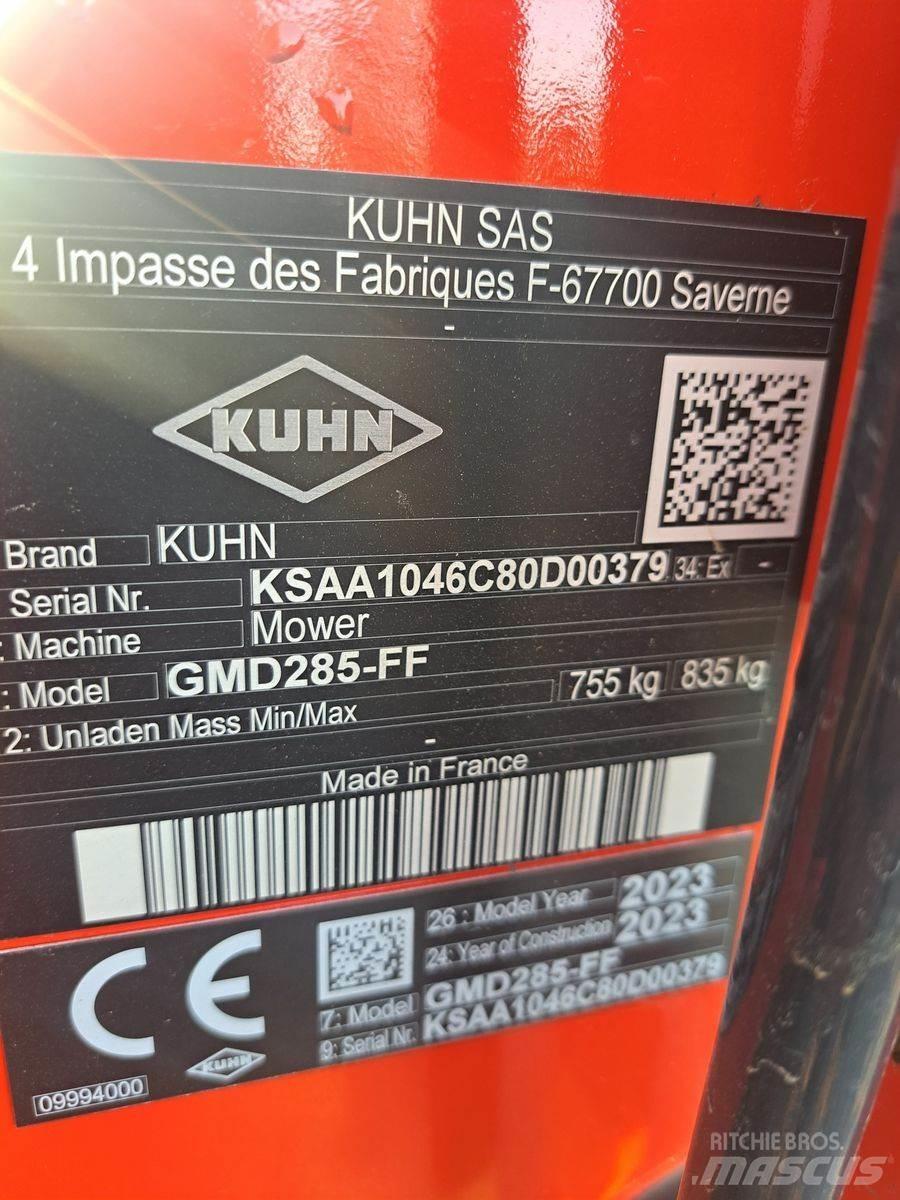 KUHN SAS
4 Impasse des Fabriques F-67700 Saverne
-
KUHN
Brand KUHN
Serial Nr. KSAA1046C80D00379 34: Ex -
: Machine Mower
: Model GMD285-FF
2: Unladen Mass Min/Max 755 kg 835 kg
-
Made in France
26 : Model Year 2023
24: Year of Construction 2023
7: Model GMD285-FF
9: Serial Nr. KSAA1046C80D00379
CE
KUHN
09994000
RITCHIE BROS.
MASCUS